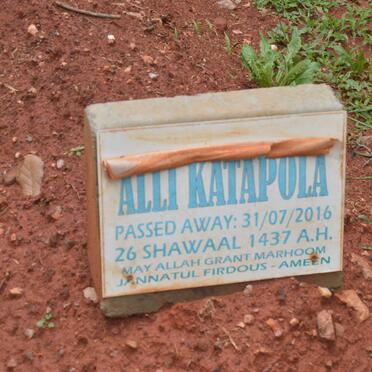 ALLI KATAPOLA
PASSED AWAY: 31/07/2016
26 SHAWAAL 1437 A.H.
MAY ALLAH GRANT MARHOOM
JANNATUL FIRDOUS - AMEEN